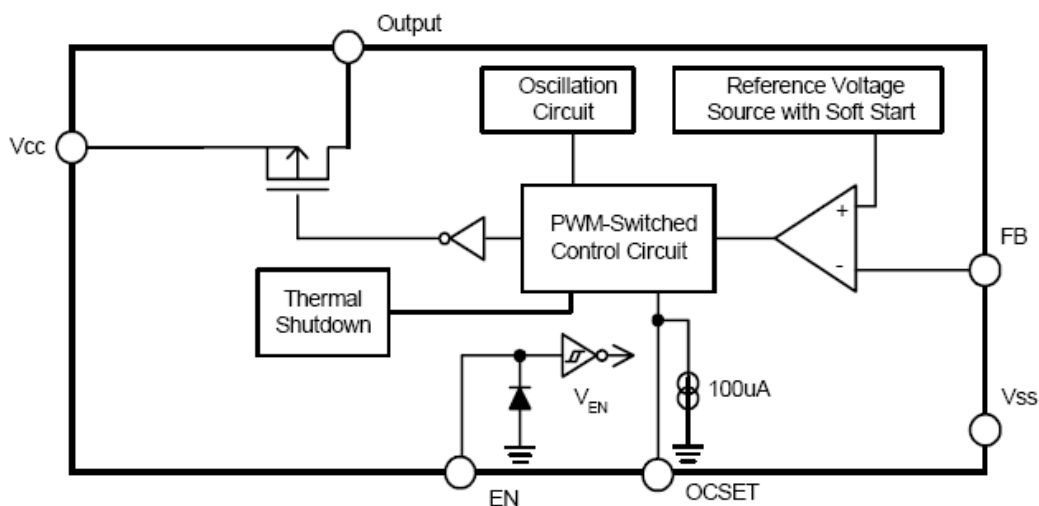 Output
Oscillation
Circuit
Reference Voltage
Source with Soft Start
Vcc
+
PWM-Switched
Control Circuit
-
FB
Thermal
Shutdown
V_EN
100uA
Vss
EN
OCSET